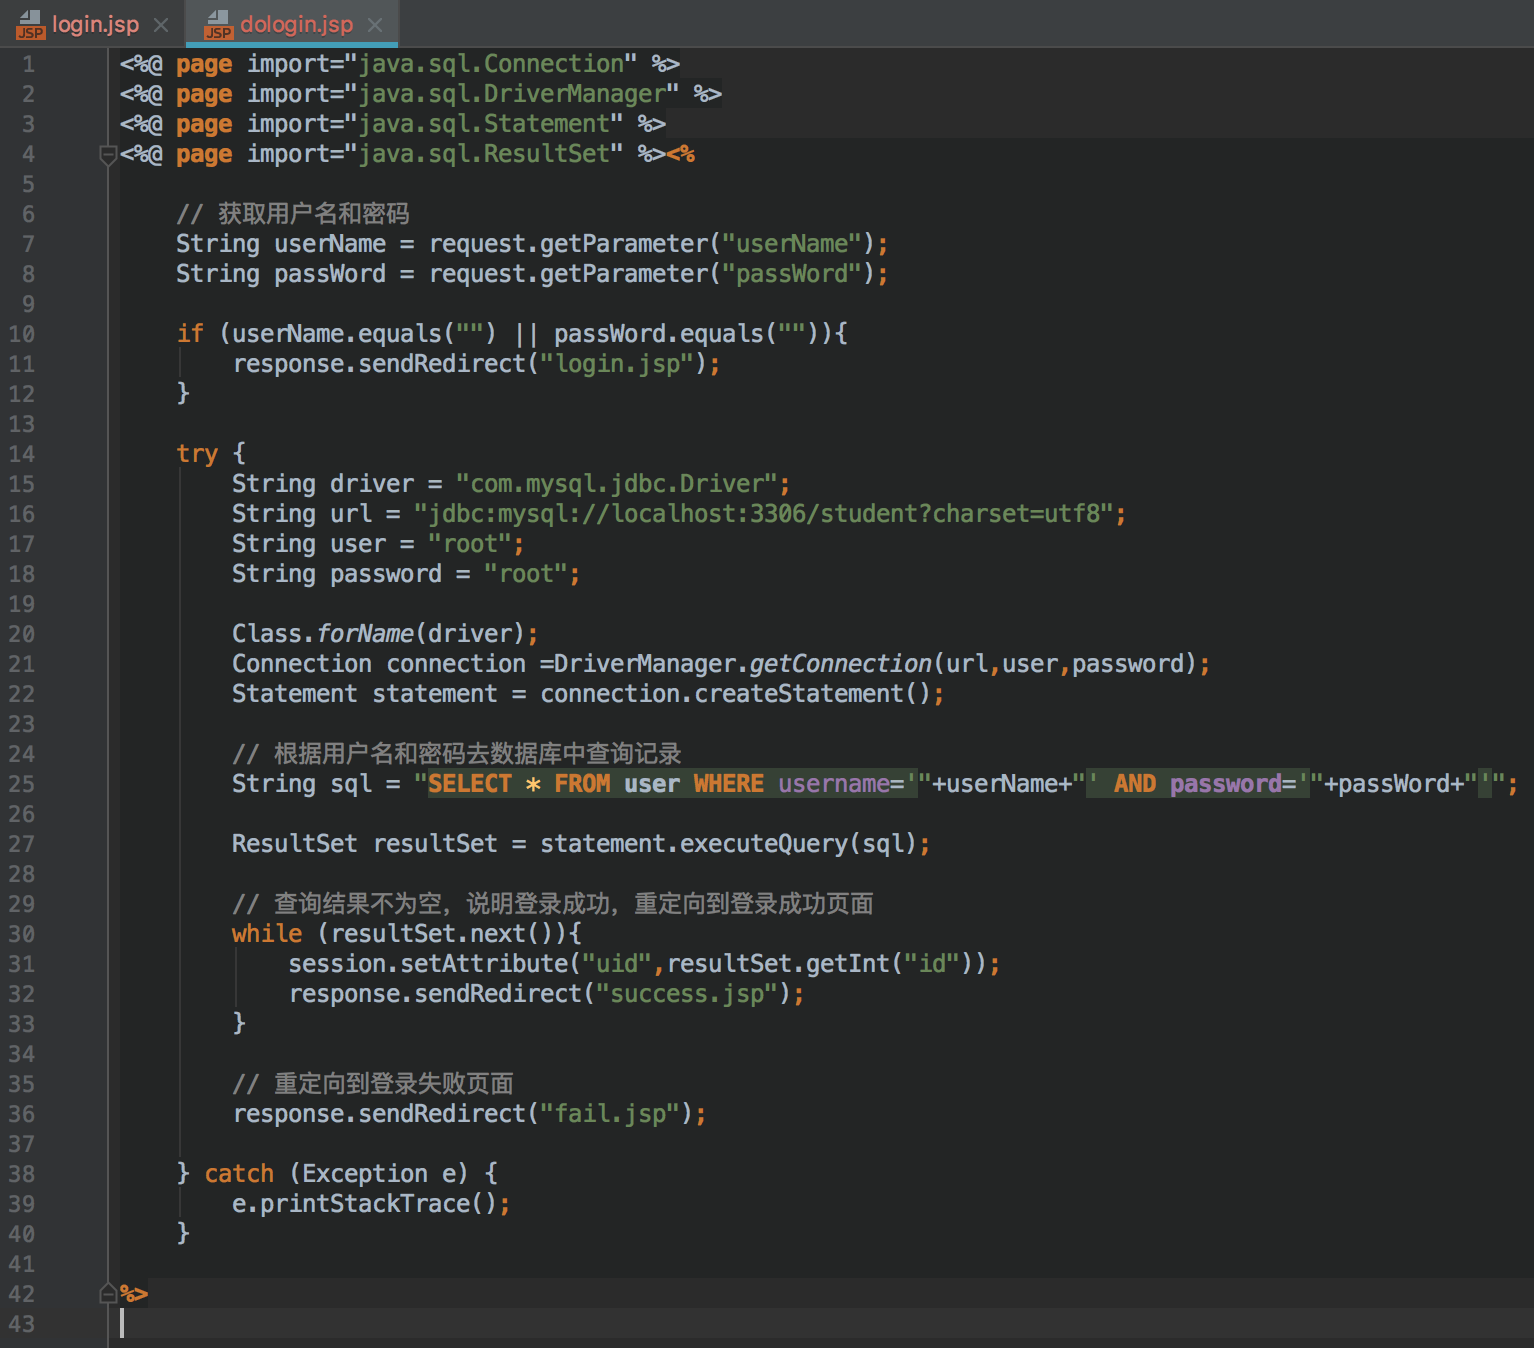 login.jsp
dologin.jsp
1 <%@ page import="java.sql.Connection" %>
2 <%@ page import="java.sql.DriverManager" %>
3 <%@ page import="java.sql.Statement" %>
4 <%@ page import="java.sql.ResultSet" %><%
5
6 // 获取用户名和密码
7 String userName = request.getParameter("userName");
8 String passWord = request.getParameter("passWord");
9
10 if (userName.equals("") || passWord.equals("")){
11 response.sendRedirect("login.jsp");
12 }
13
14 try {
15 String driver = "com.mysql.jdbc.Driver";
16 String url = "jdbc:mysql://localhost:3306/student?charset=utf8";
17 String user = "root";
18 String password = "root";
19
20 Class.forName(driver);
21 Connection connection =DriverManager.getConnection(url,user,password);
22 Statement statement = connection.createStatement();
23
24 // 根据用户名和密码去数据库中查询记录
25 String sql = "SELECT * FROM user WHERE username='"+userName+"' AND password='"+passWord+"'";
26
27 ResultSet resultSet = statement.executeQuery(sql);
28
29 // 查询结果不为空，说明登录成功，重定向到登录成功页面
30 while (resultSet.next()){
31 session.setAttribute("uid",resultSet.getInt("id"));
32 response.sendRedirect("success.jsp");
33 }
34
35 // 重定向到登录失败页面
36 response.sendRedirect("fail.jsp");
37
38 } catch (Exception e) {
39 e.printStackTrace();
40 }
41
42 %>
43